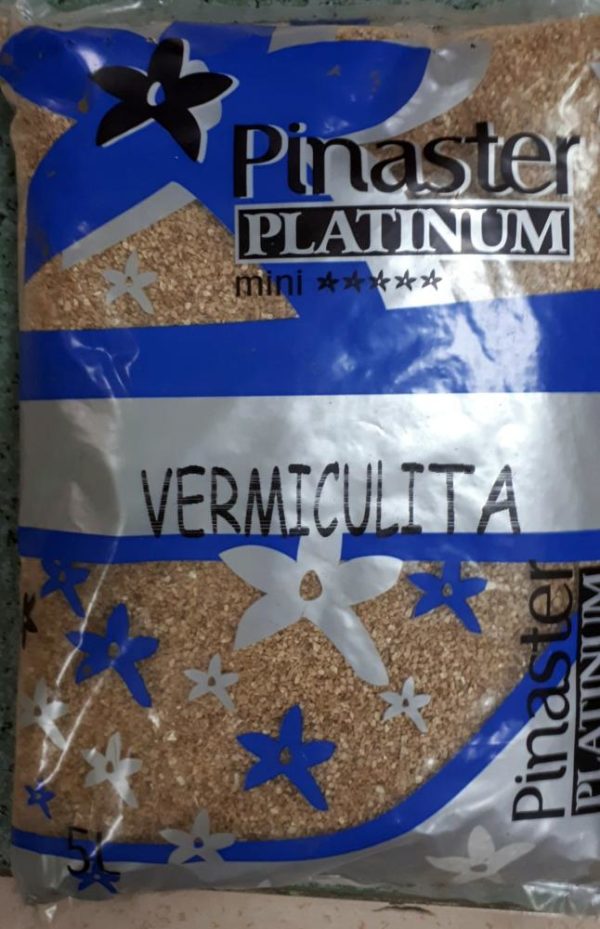 Pinaster
PLATINUM
mini
VERMICULITA
Pinaster
PLATINUM
5L